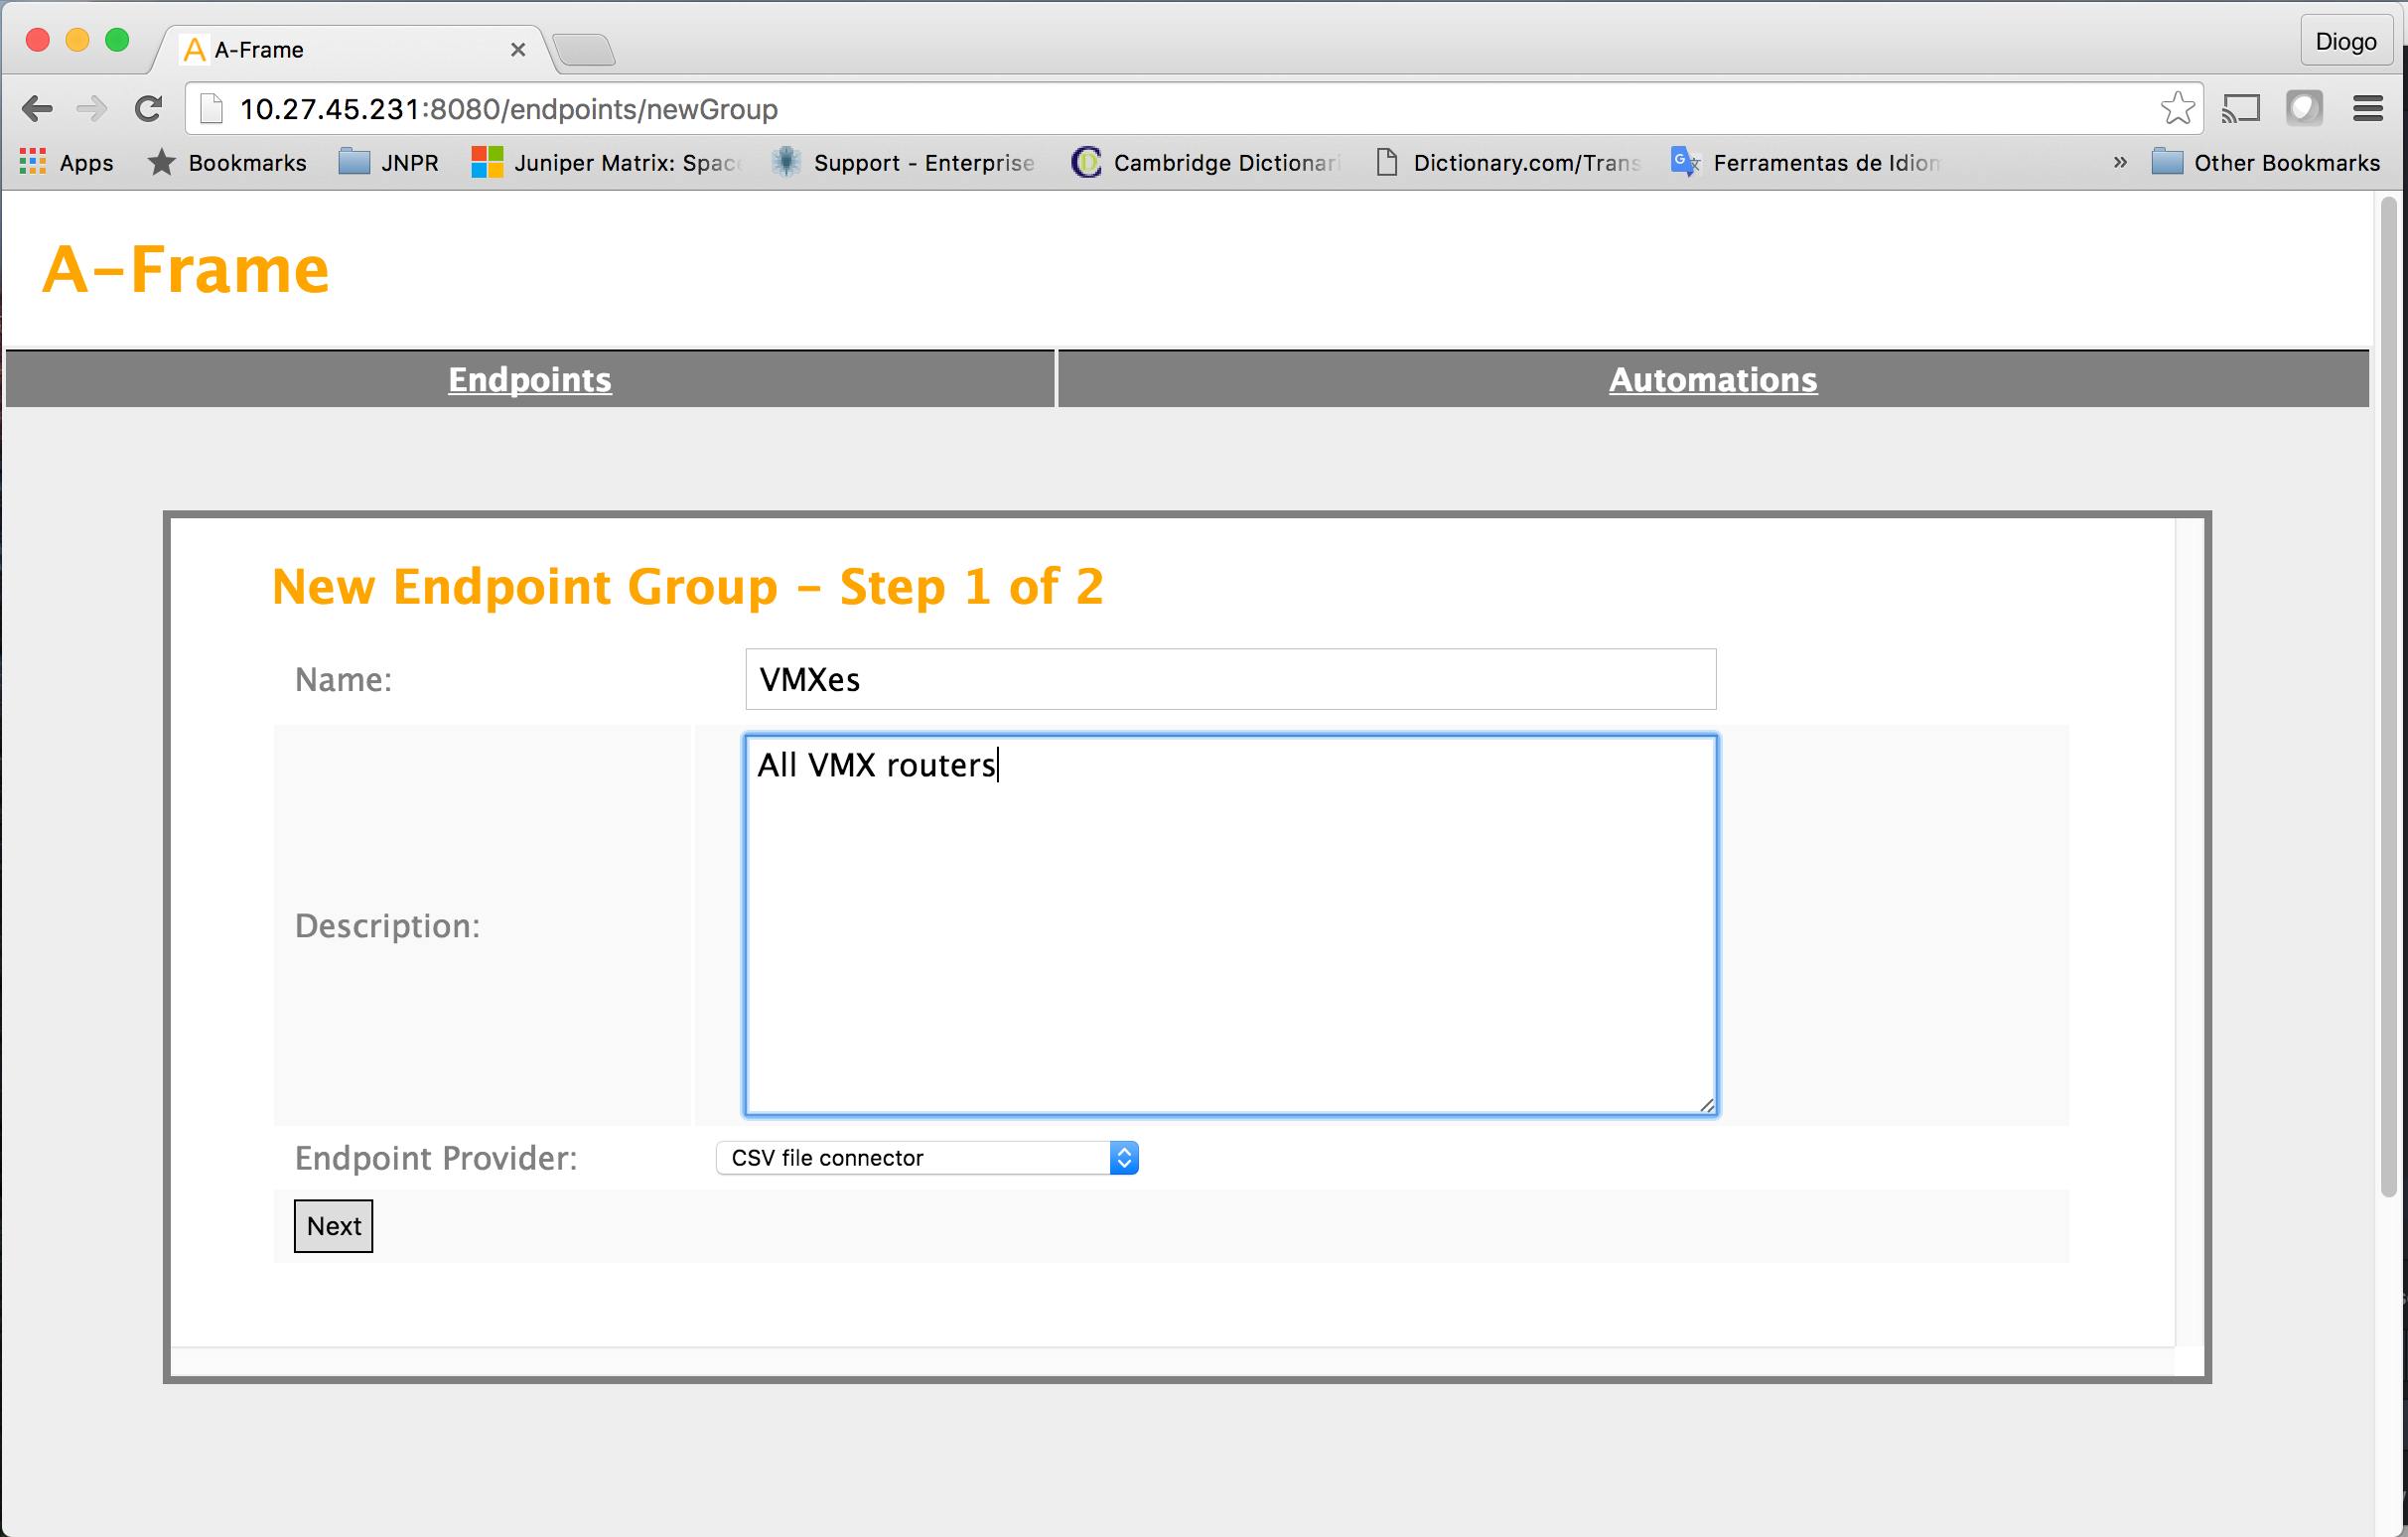 A-Frame
Diogo
10.27.45.231:8080/endpoints/newGroup
Apps Bookmarks JNPR Juniper Matrix: Spac Support - Enterprise Cambridge Dictionari Dictionary.com/Trans Ferramentas de Idiom » Other Bookmarks
A-Frame
Endpoints Automations
New Endpoint Group - Step 1 of 2
Name: VMXes
All VMX routers
Description:
Endpoint Provider: CSV file connector
Next